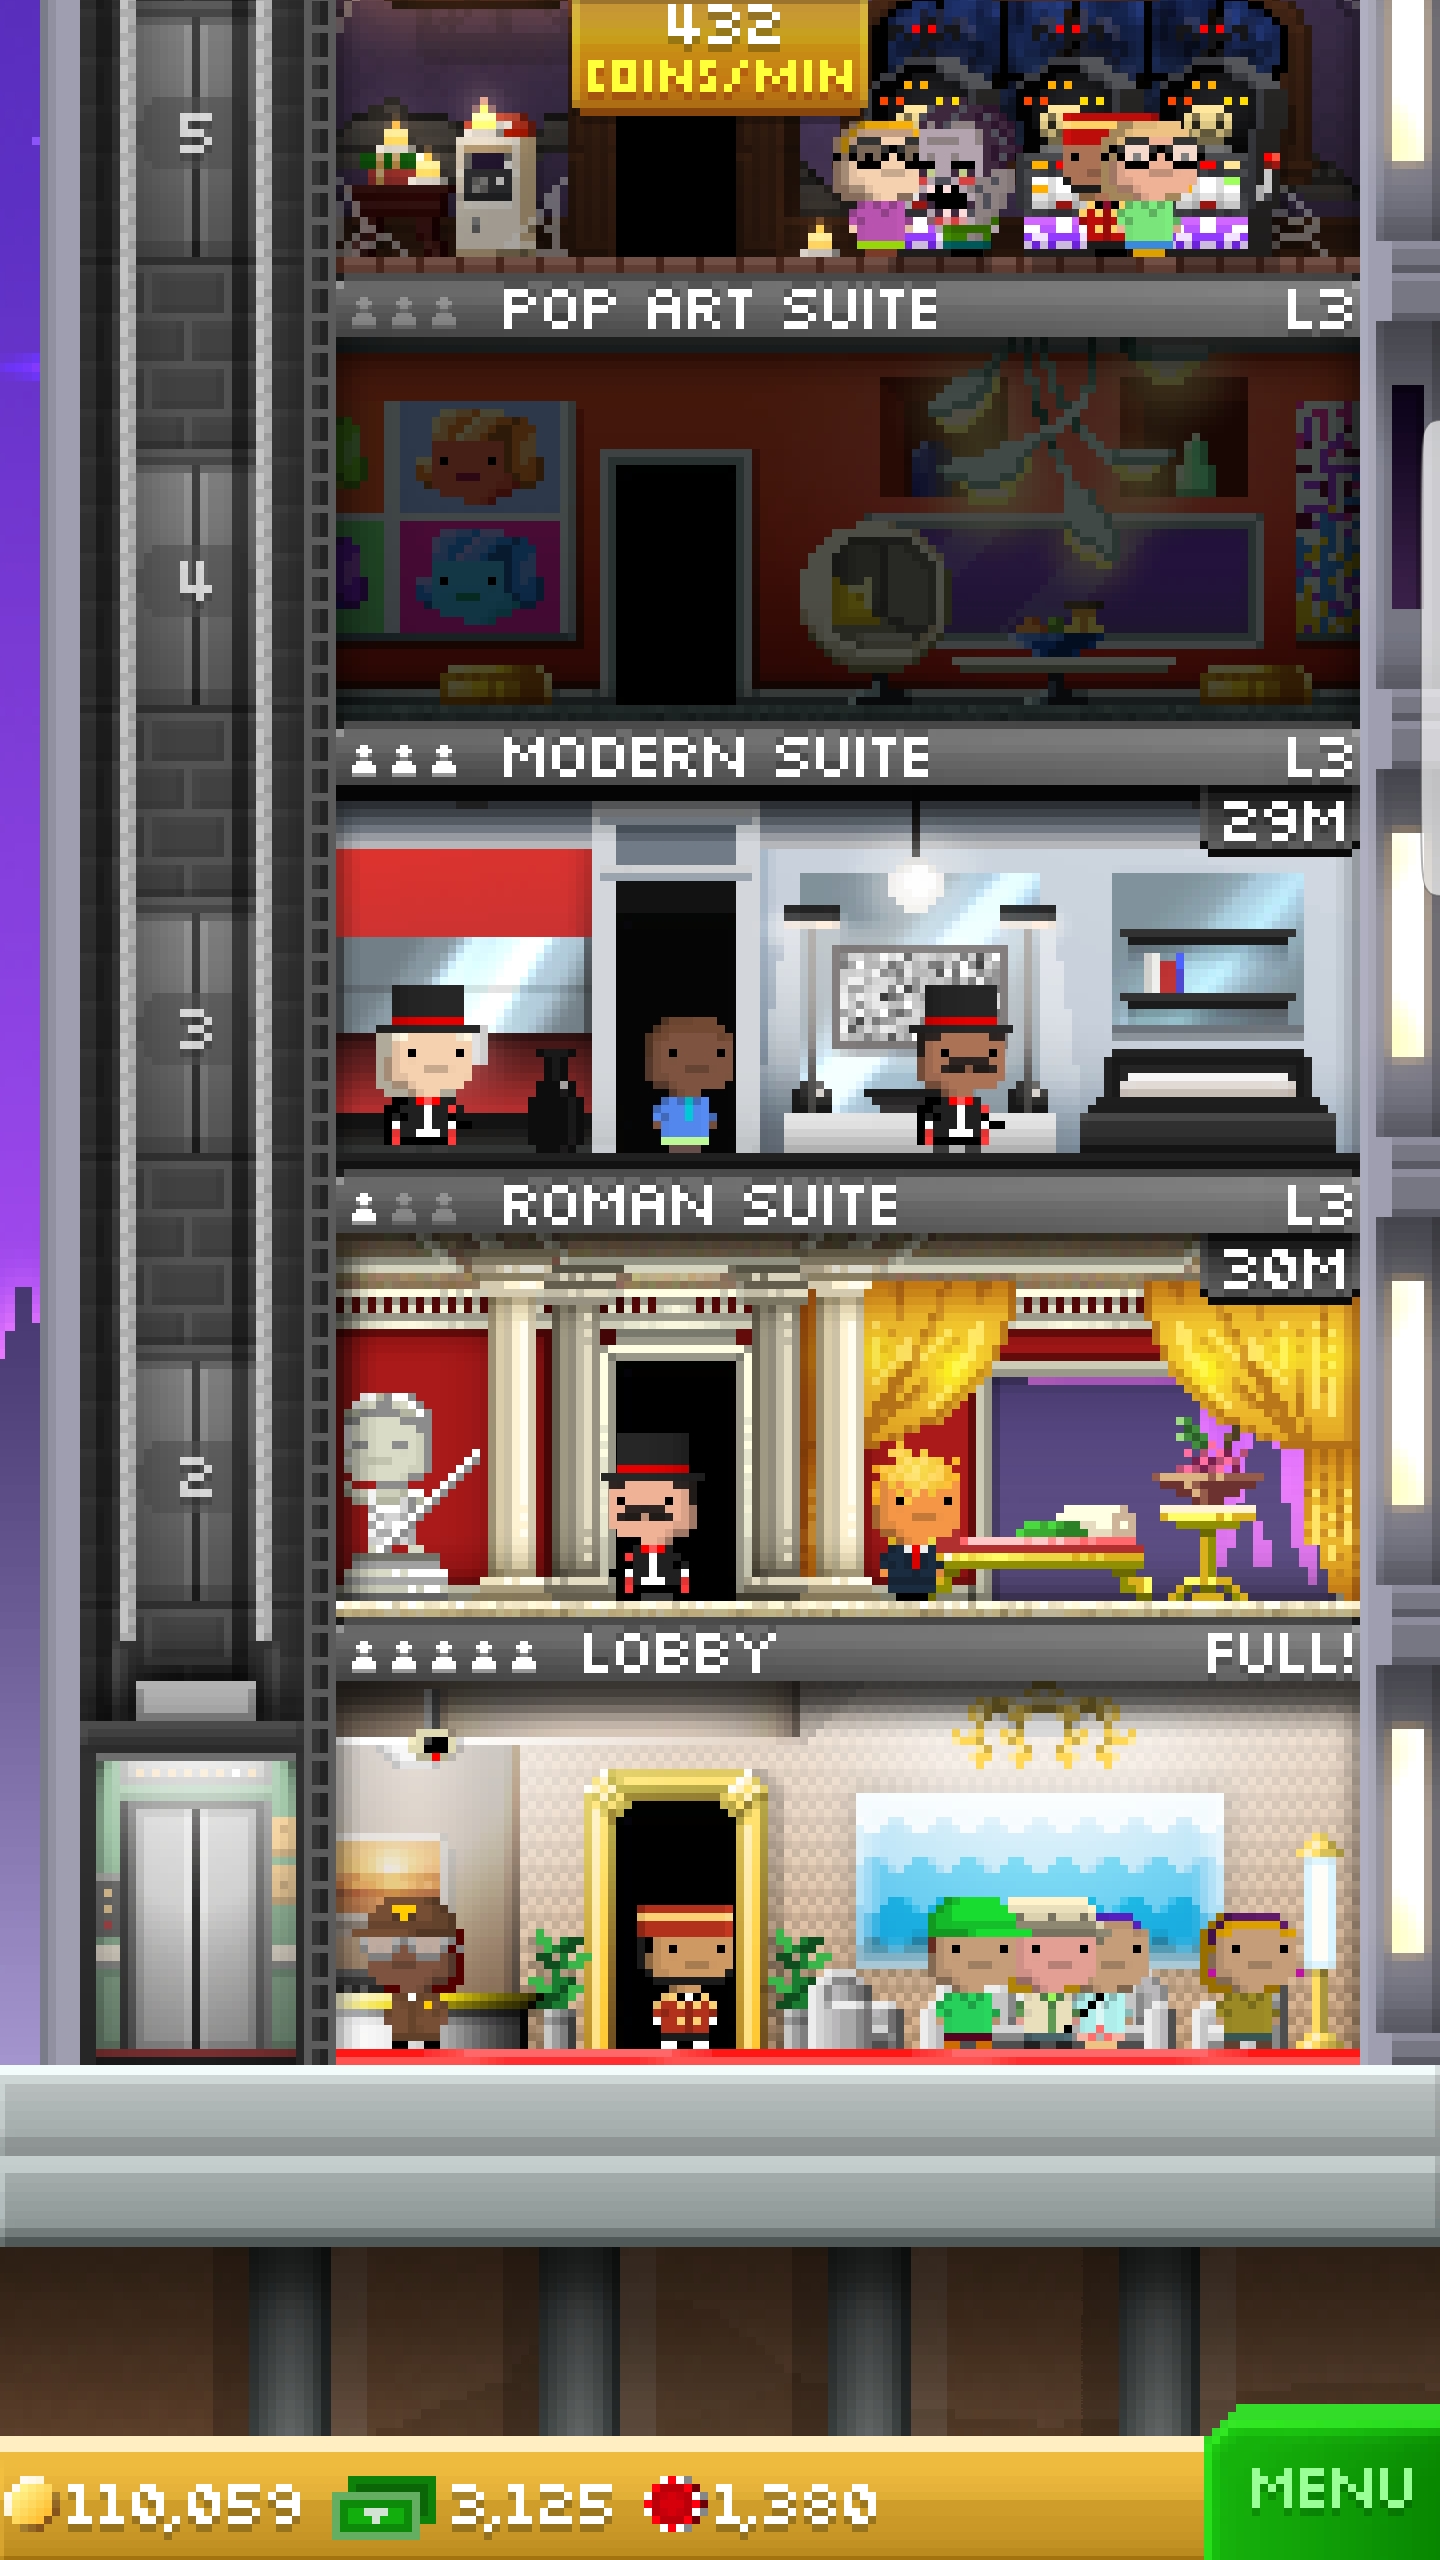 432
COINS/MIN
5
POP ART SUITE L3
4
MODERN SUITE L3
29M
3
ROMAN SUITE L3
30M
2
LOBBY FULL!
110,059 3,125 1,380
MENU